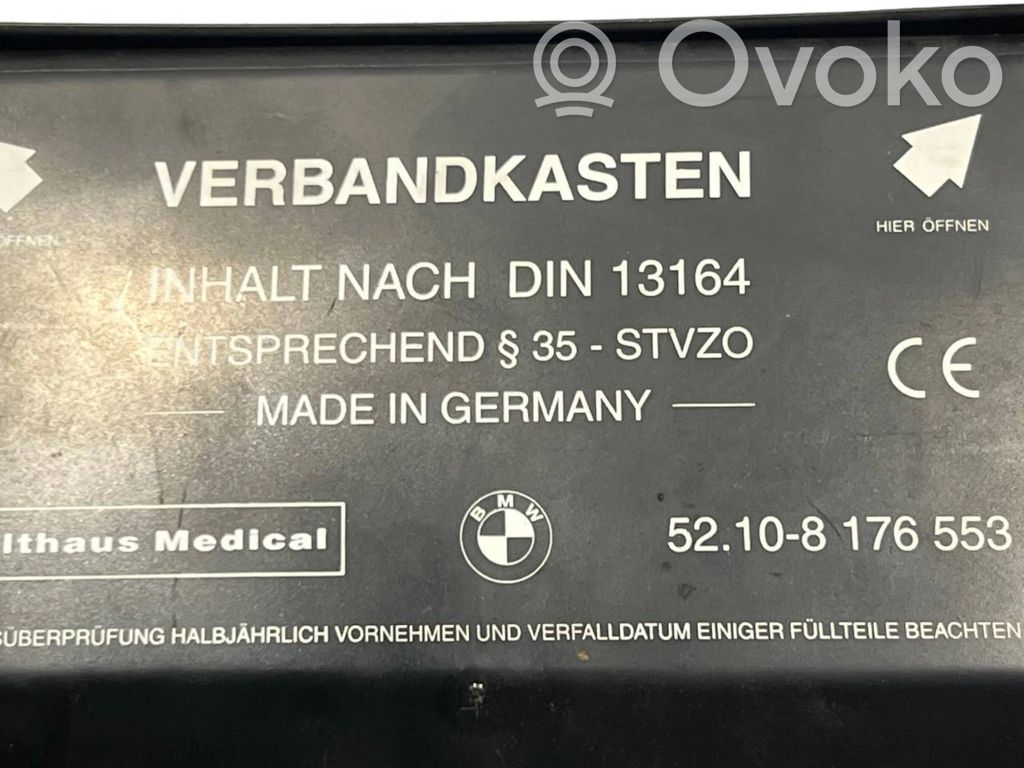 Ovoko
VERBANDKASTEN
ÖFFNEN
HIER ÖFFNEN
INHALT NACH DIN 13164
ENTSPRECHEND § 35 - STVZO
MADE IN GERMANY
CE
lthaus Medical
BMW
52.10-8 176 553
SÜBERPRÜFUNG HALBJÄHRLICH VORNEHMEN UND VERFALLDATUM EINIGER FÜLLTEILE BEACHTEN